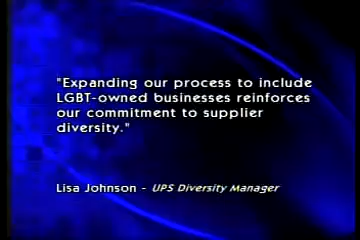 "Expanding our process to include
LGBT-owned businesses reinforces
our commitment to supplier
diversity."
Lisa Johnson - UPS Diversity Manager